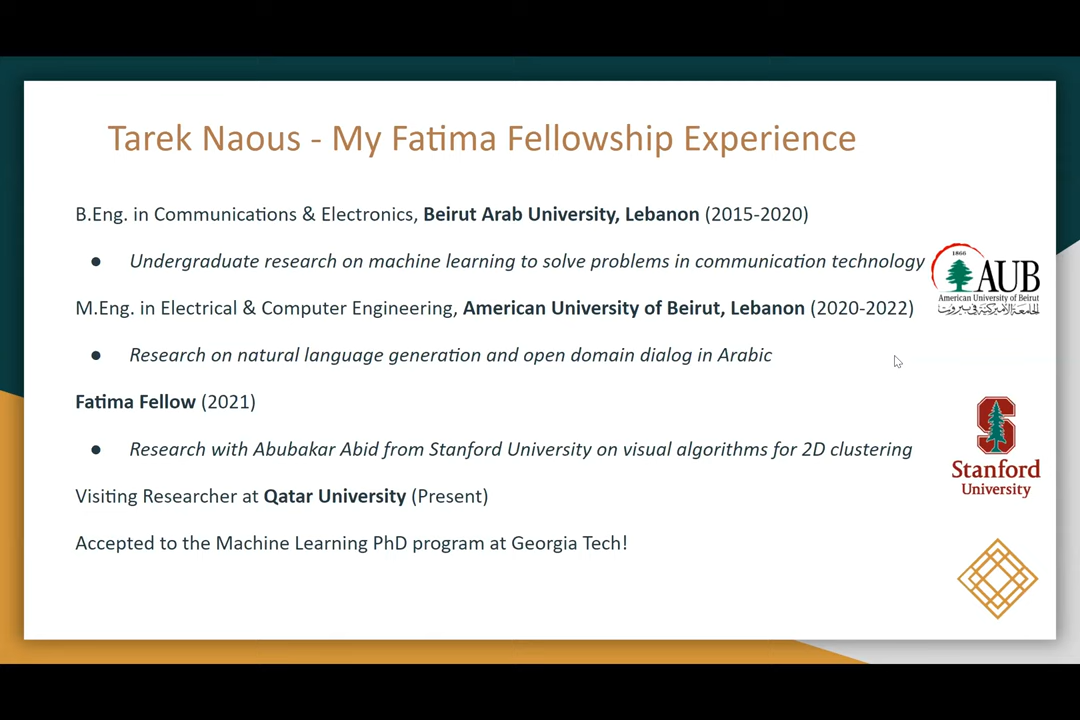 Tarek Naous - My Fatima Fellowship Experience
B.Eng. in Communications & Electronics, Beirut Arab University, Lebanon (2015-2020)
● Undergraduate research on machine learning to solve problems in communication technology
1866
AUB
American University of Beirut
الجامعة الأميركية في بيروت
M.Eng. in Electrical & Computer Engineering, American University of Beirut, Lebanon (2020-2022)
● Research on natural language generation and open domain dialog in Arabic
Fatima Fellow (2021)
● Research with Abubakar Abid from Stanford University on visual algorithms for 2D clustering
S
Stanford
University
Visiting Researcher at Qatar University (Present)
Accepted to the Machine Learning PhD program at Georgia Tech!